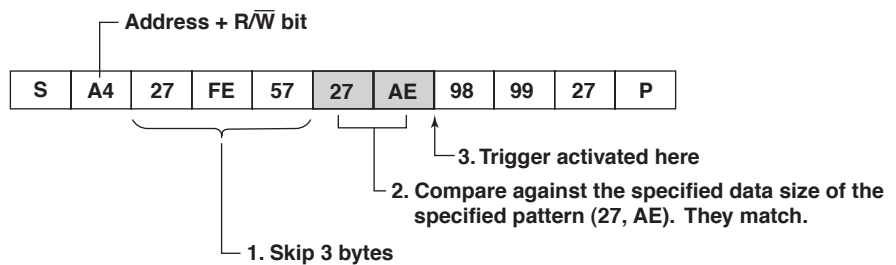 Address + R/W̅ bit
S A4 27 FE 57 27 AE 98 99 27 P
3. Trigger activated here
2. Compare against the specified data size of the
specified pattern (27, AE). They match.
1. Skip 3 bytes